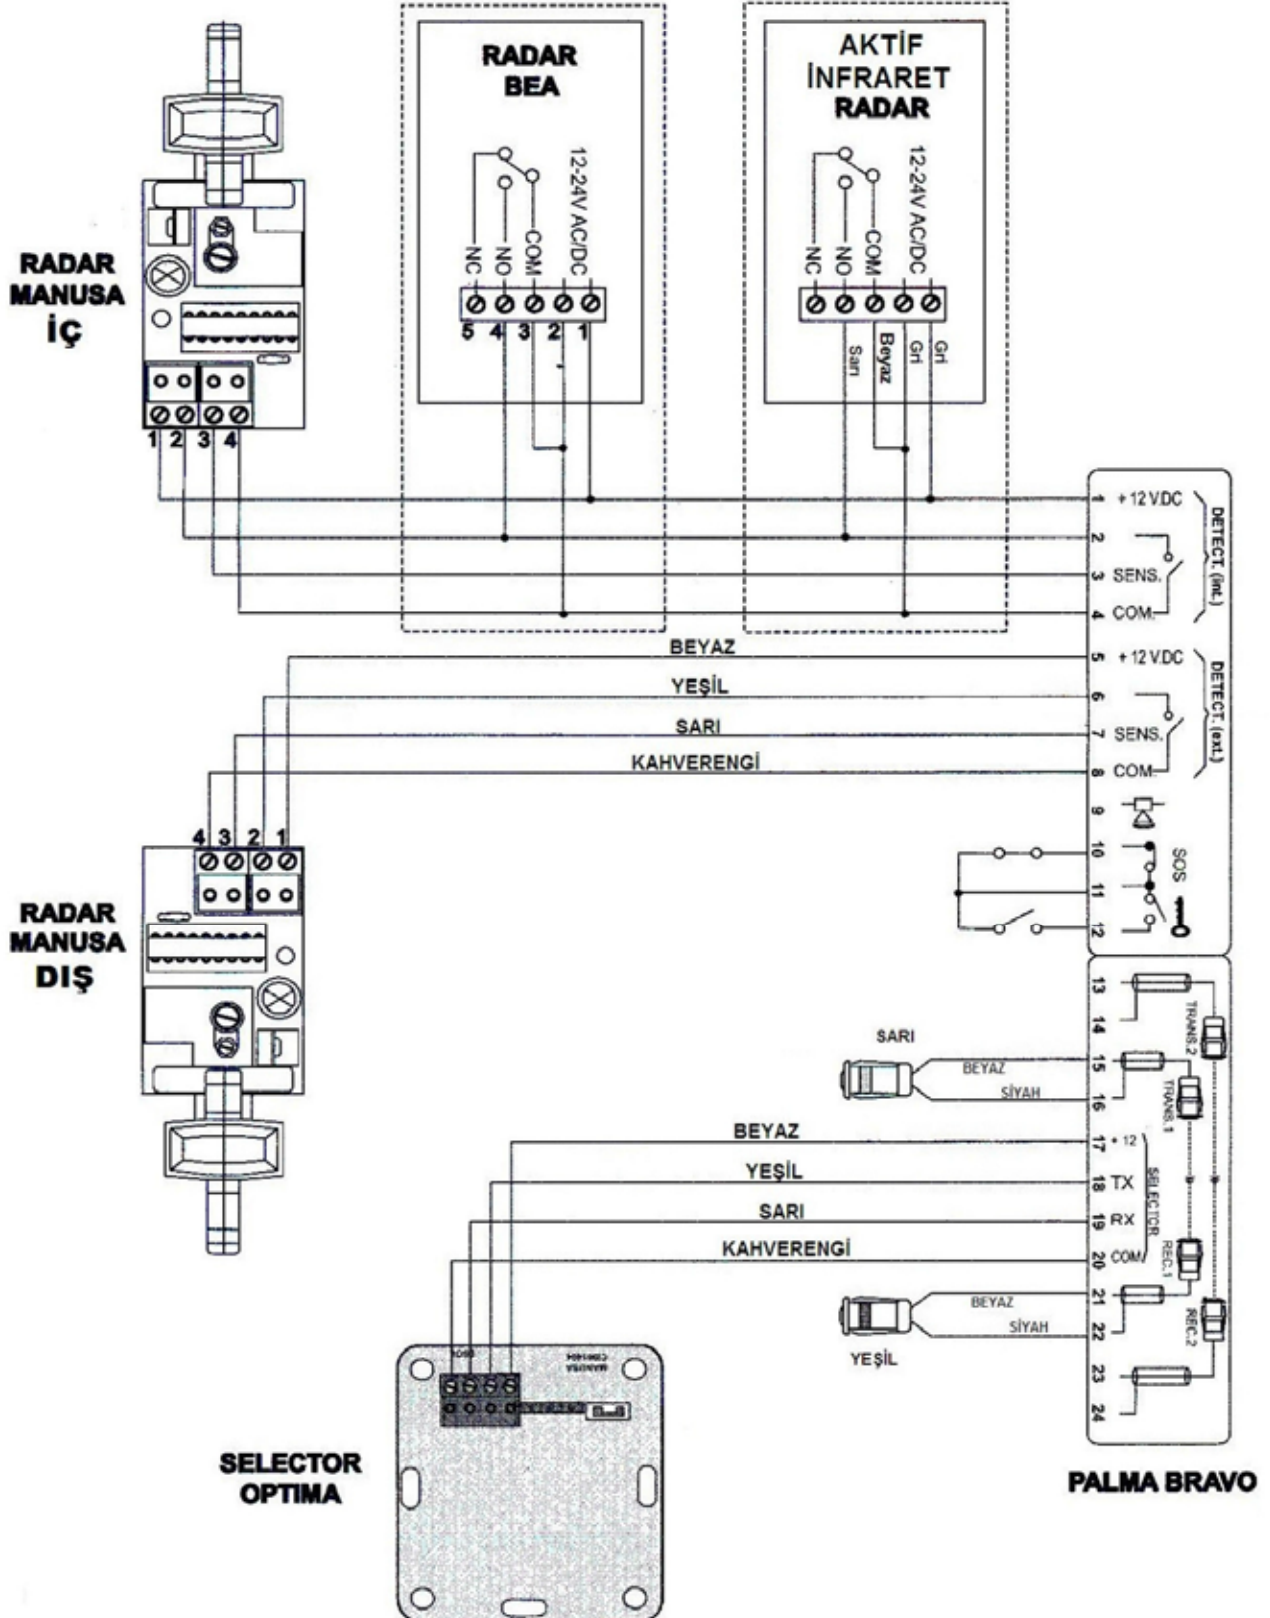 RADAR
BEA
12-24V AC/DC
COM
NO
NC
5 4 3 2 1
AKTİF
İNFRARET
RADAR
12-24V AC/DC
COM
NO
NC
Sarı
Beyaz
Gri
Gri
RADAR
MANUSA
İÇ
1 2 3 4
1 + 12 V.DC
2
3 SENS.
4 COM.
DETECT. (int.)
BEYAZ
5 + 12 V.DC
YEŞİL
6
SARI
7 SENS.
KAHVERENGİ
8 COM.
DETECT. (ext.)
9
10
11
12
SOS
4 3 2 1
RADAR
MANUSA
DIŞ
13
14
TRANS.2
SARI
BEYAZ
15
SİYAH
16
TRANS.1
BEYAZ
17 + 12
YEŞİL
18 TX
SARI
19 RX
KAHVERENGİ
20 COM
SELECTOR
REC.1
BEYAZ
21
SİYAH
22
YEŞİL
REC.2
23
24
MANUSA
SELECTOR
OPTIMA
PALMA BRAVO